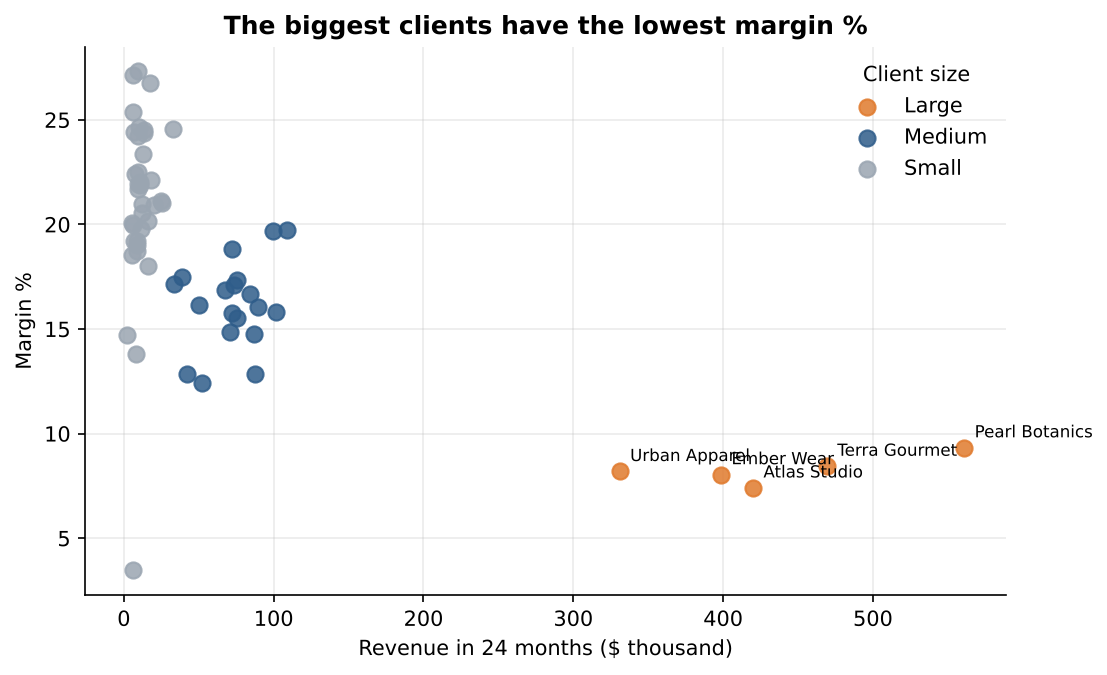 The biggest clients have the lowest margin %
Client size
Large
Medium
Small
Margin %
25
20
15
10
5
Pearl Botanics
Terra Gourmet
Urban Apparel
Ember Wear
Atlas Studio
0
100
200
300
400
500
Revenue in 24 months ($ thousand)